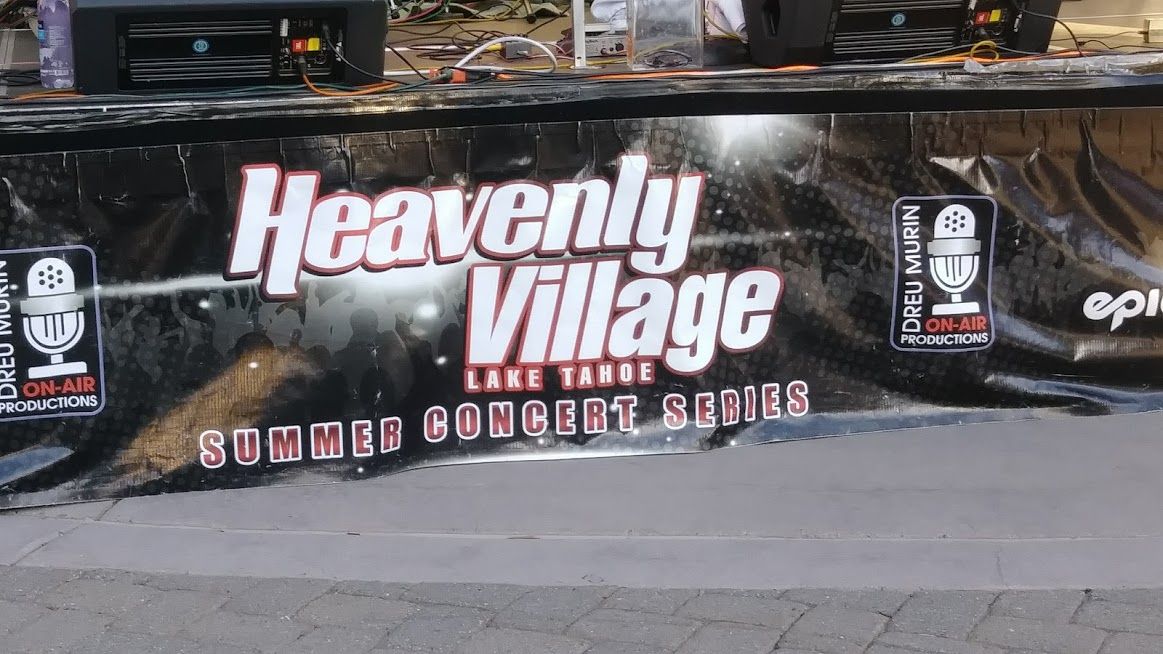 Heavenly
Village
LAKE TAHOE
SUMMER CONCERT SERIES
DREU MURIN
ON-AIR
PRODUCTIONS
DREU MURIN
ON-AIR
PRODUCTIONS